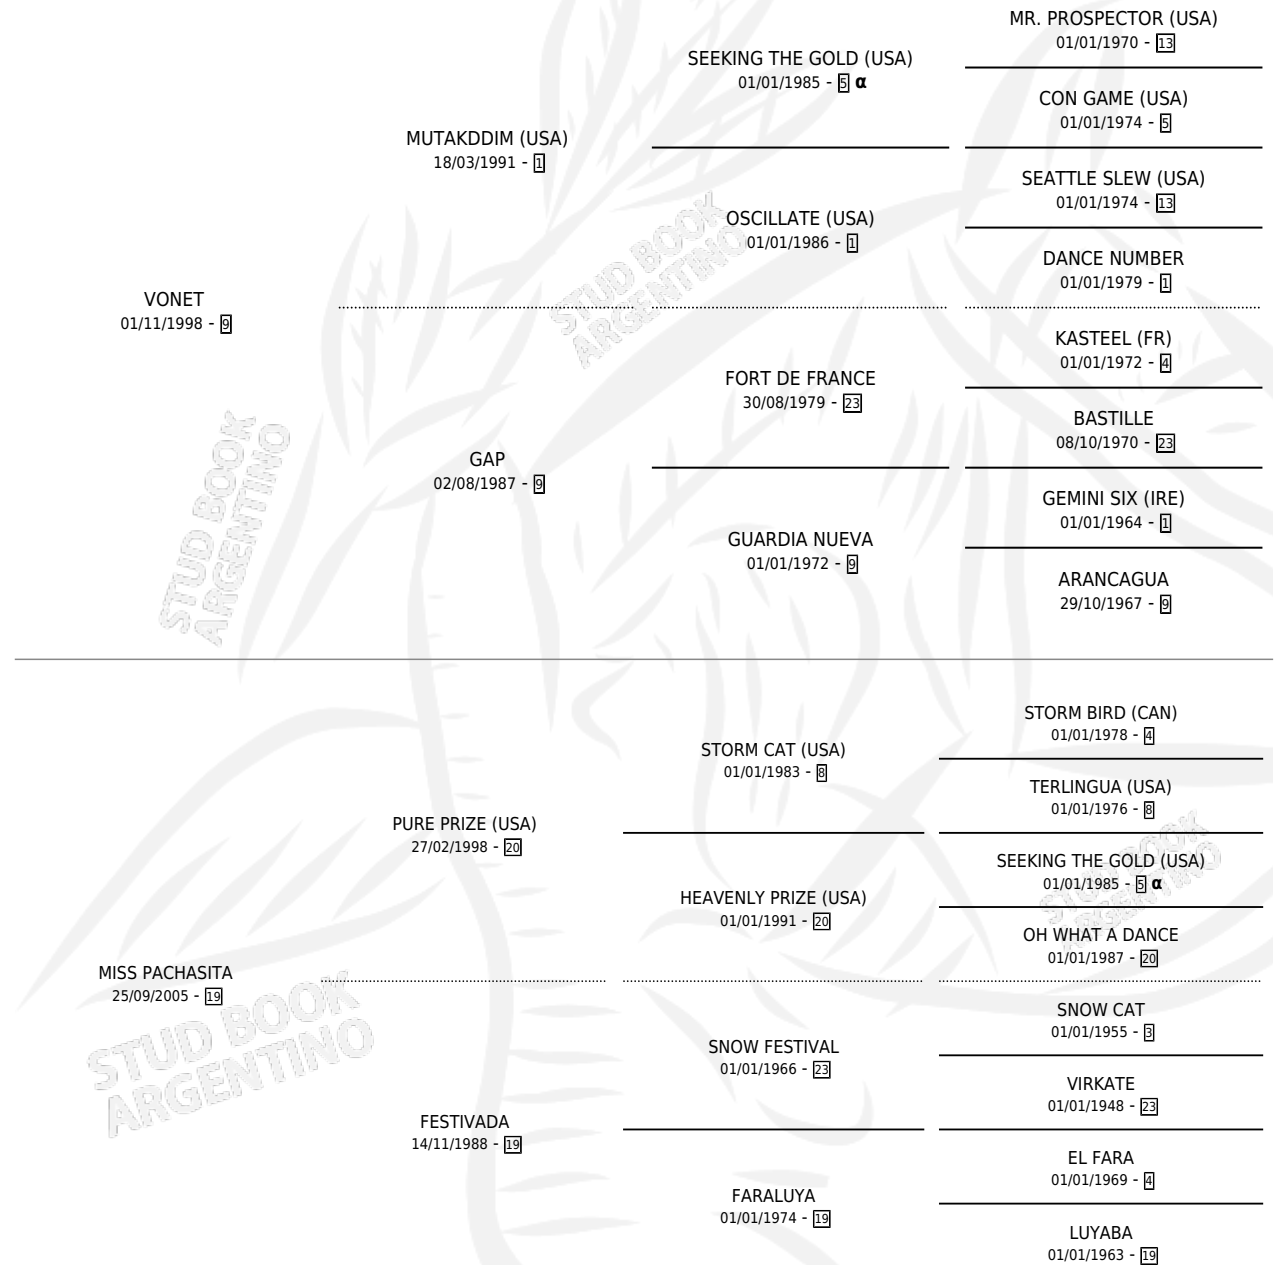 MR. PROSPECTOR (USA)
01/01/1970 - 13
SEEKING THE GOLD (USA)
01/01/1985 - 5 α
CON GAME (USA)
01/01/1974 - 5
MUTAKDDIM (USA)
18/03/1991 - 1
SEATTLE SLEW (USA)
01/01/1974 - 13
OSCILLATE (USA)
01/01/1986 - 1
DANCE NUMBER
01/01/1979 - 1
VONET
01/11/1998 - 9
KASTEEL (FR)
01/01/1972 - 4
FORT DE FRANCE
30/08/1979 - 23
BASTILLE
08/10/1970 - 23
GAP
02/08/1987 - 9
GEMINI SIX (IRE)
01/01/1964 - 1
GUARDIA NUEVA
01/01/1972 - 9
ARANCAGUA
29/10/1967 - 9
STORM BIRD (CAN)
01/01/1978 - 4
STORM CAT (USA)
01/01/1983 - 8
TERLINGUA (USA)
01/01/1976 - 8
PURE PRIZE (USA)
27/02/1998 - 20
SEEKING THE GOLD (USA)
01/01/1985 - 5 α
HEAVENLY PRIZE (USA)
01/01/1991 - 20
OH WHAT A DANCE
01/01/1987 - 20
MISS PACHASITA
25/09/2005 - 19
SNOW CAT
01/01/1955 - 3
SNOW FESTIVAL
01/01/1966 - 23
VIRKATE
01/01/1948 - 23
FESTIVADA
14/11/1988 - 19
EL FARA
01/01/1969 - 4
FARALUYA
01/01/1974 - 19
LUYABA
01/01/1963 - 19
STUD BOOK
ARGENTINO
STUD BOOK
ARGENTINO
STUD BOOK
ARGENTINO
STUD BOOK
ARGENTINO